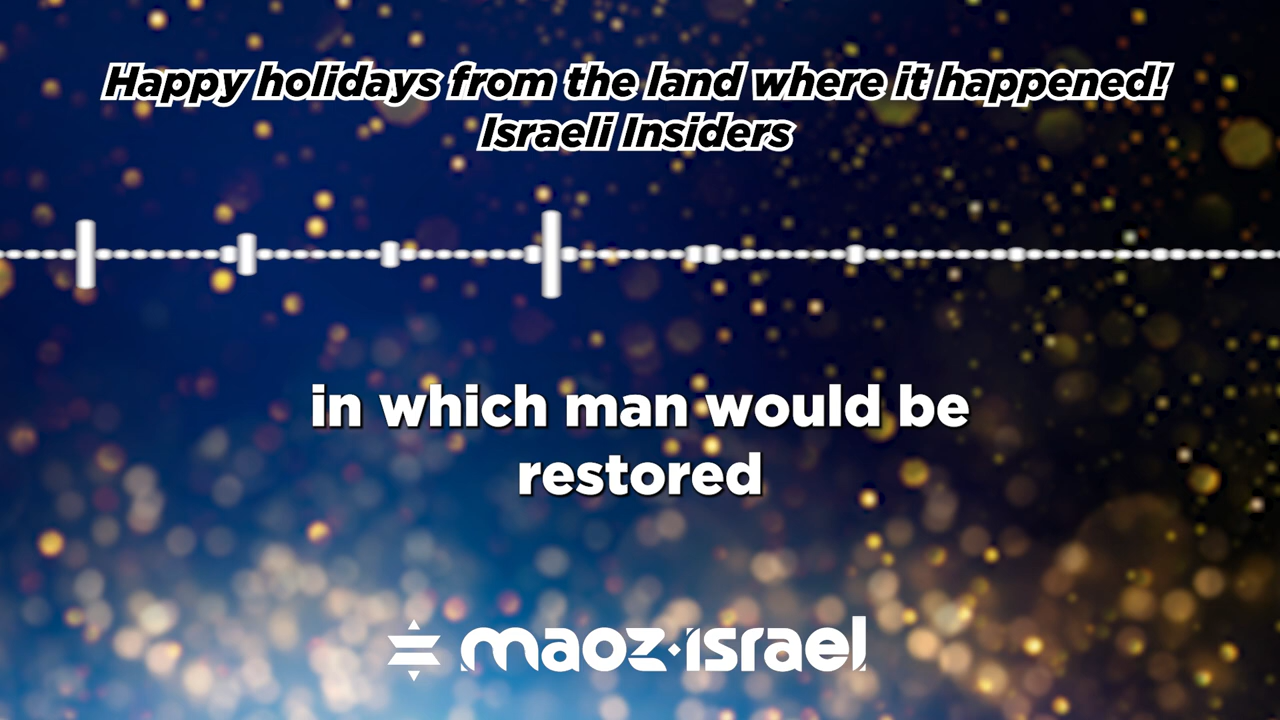 Happy holidays from the land where it happened!
Israeli Insiders
in which man would be
restored
maoz·israel